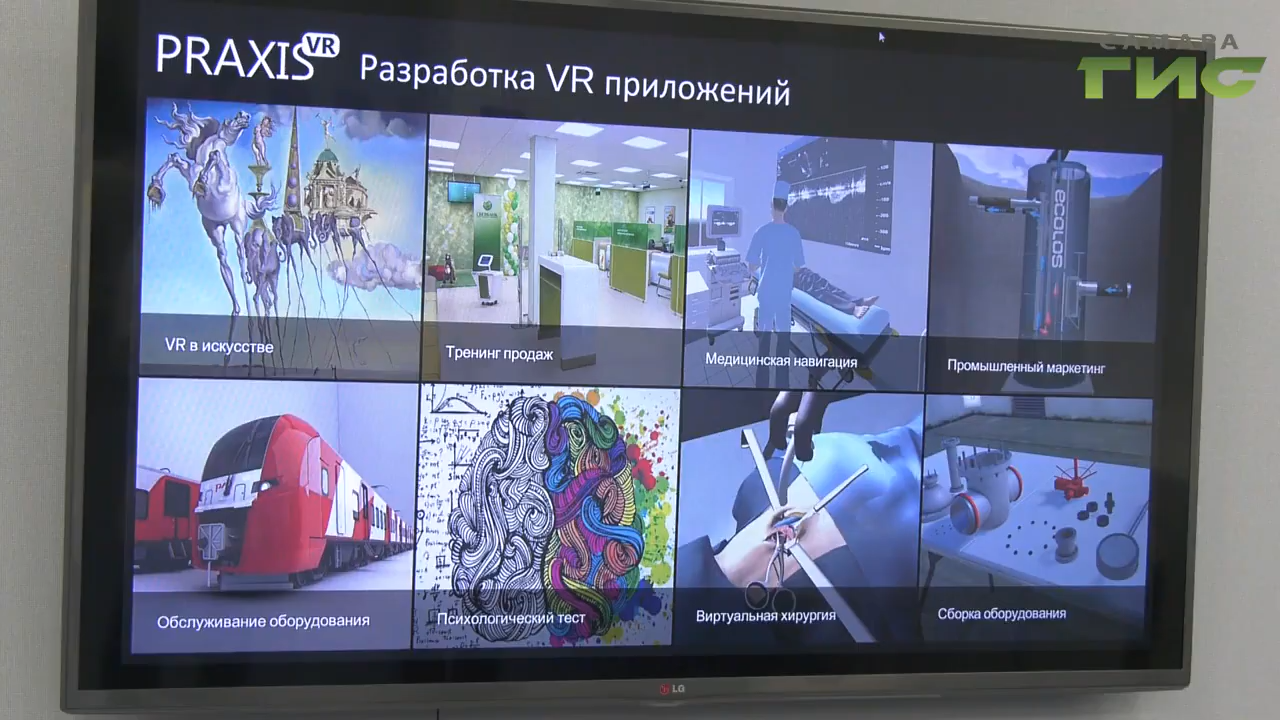 САМАРА
ГИС
PRAXIS VR
Разработка VR приложений
СБЕРБАНК
ecolos
VR в искусстве
Тренинг продаж
Медицинская навигация
Промышленный маркетинг
Обслуживание оборудования
Психологический тест
Виртуальная хирургия
Сборка оборудования
LG